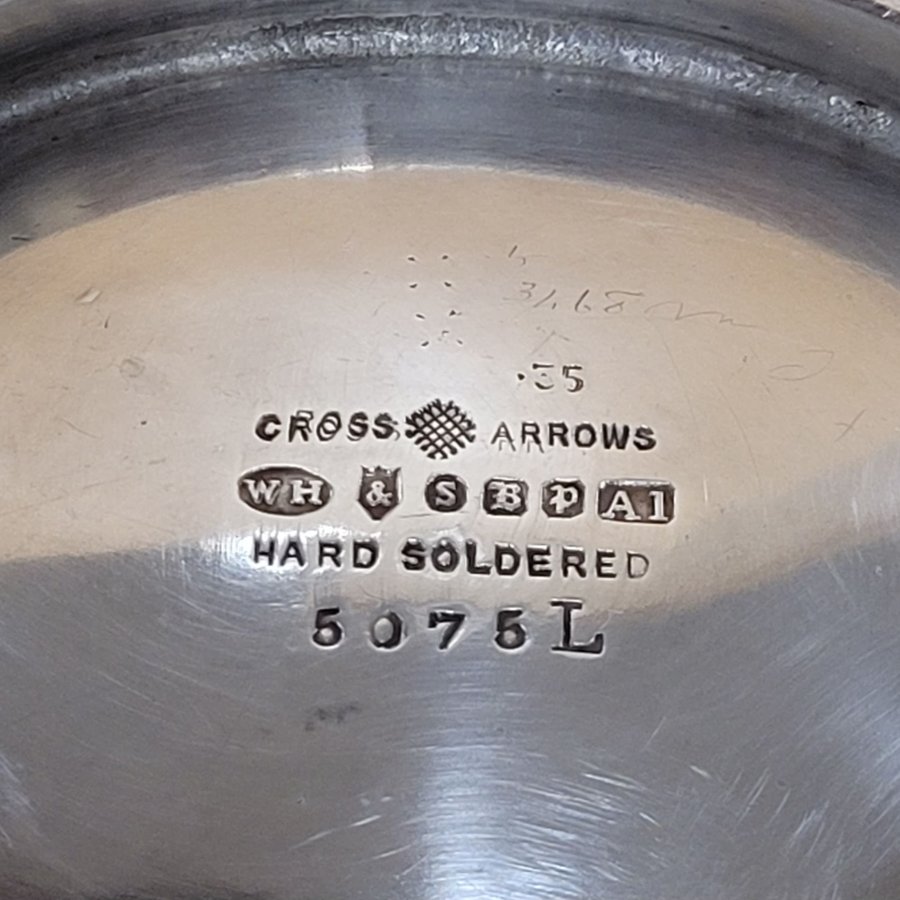 35
CROSS ARROWS
WH & S B P A1
HARD SOLDERED
5075L